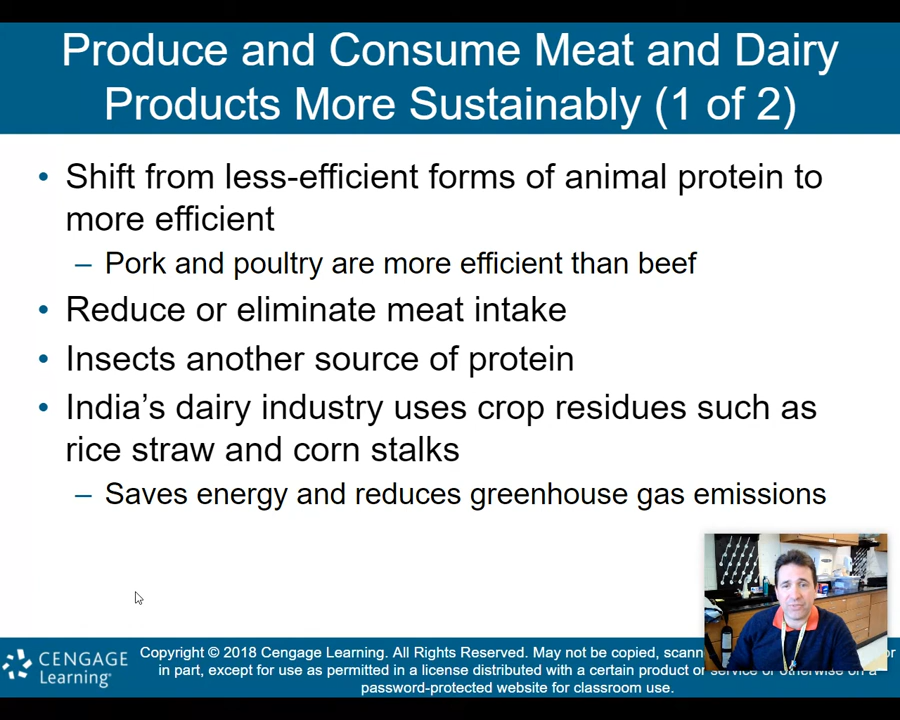 Produce and Consume Meat and Dairy
Products More Sustainably (1 of 2)
• Shift from less-efficient forms of animal protein to
more efficient
– Pork and poultry are more efficient than beef
• Reduce or eliminate meat intake
• Insects another source of protein
• India's dairy industry uses crop residues such as
rice straw and corn stalks
– Saves energy and reduces greenhouse gas emissions
CENGAGE
Learning™
Copyright © 2018 Cengage Learning. All Rights Reserved. May not be copied, or
in part, except for use as permitted in a license distributed with a certain product or service or otherwise on a
password-protected website for classroom use.